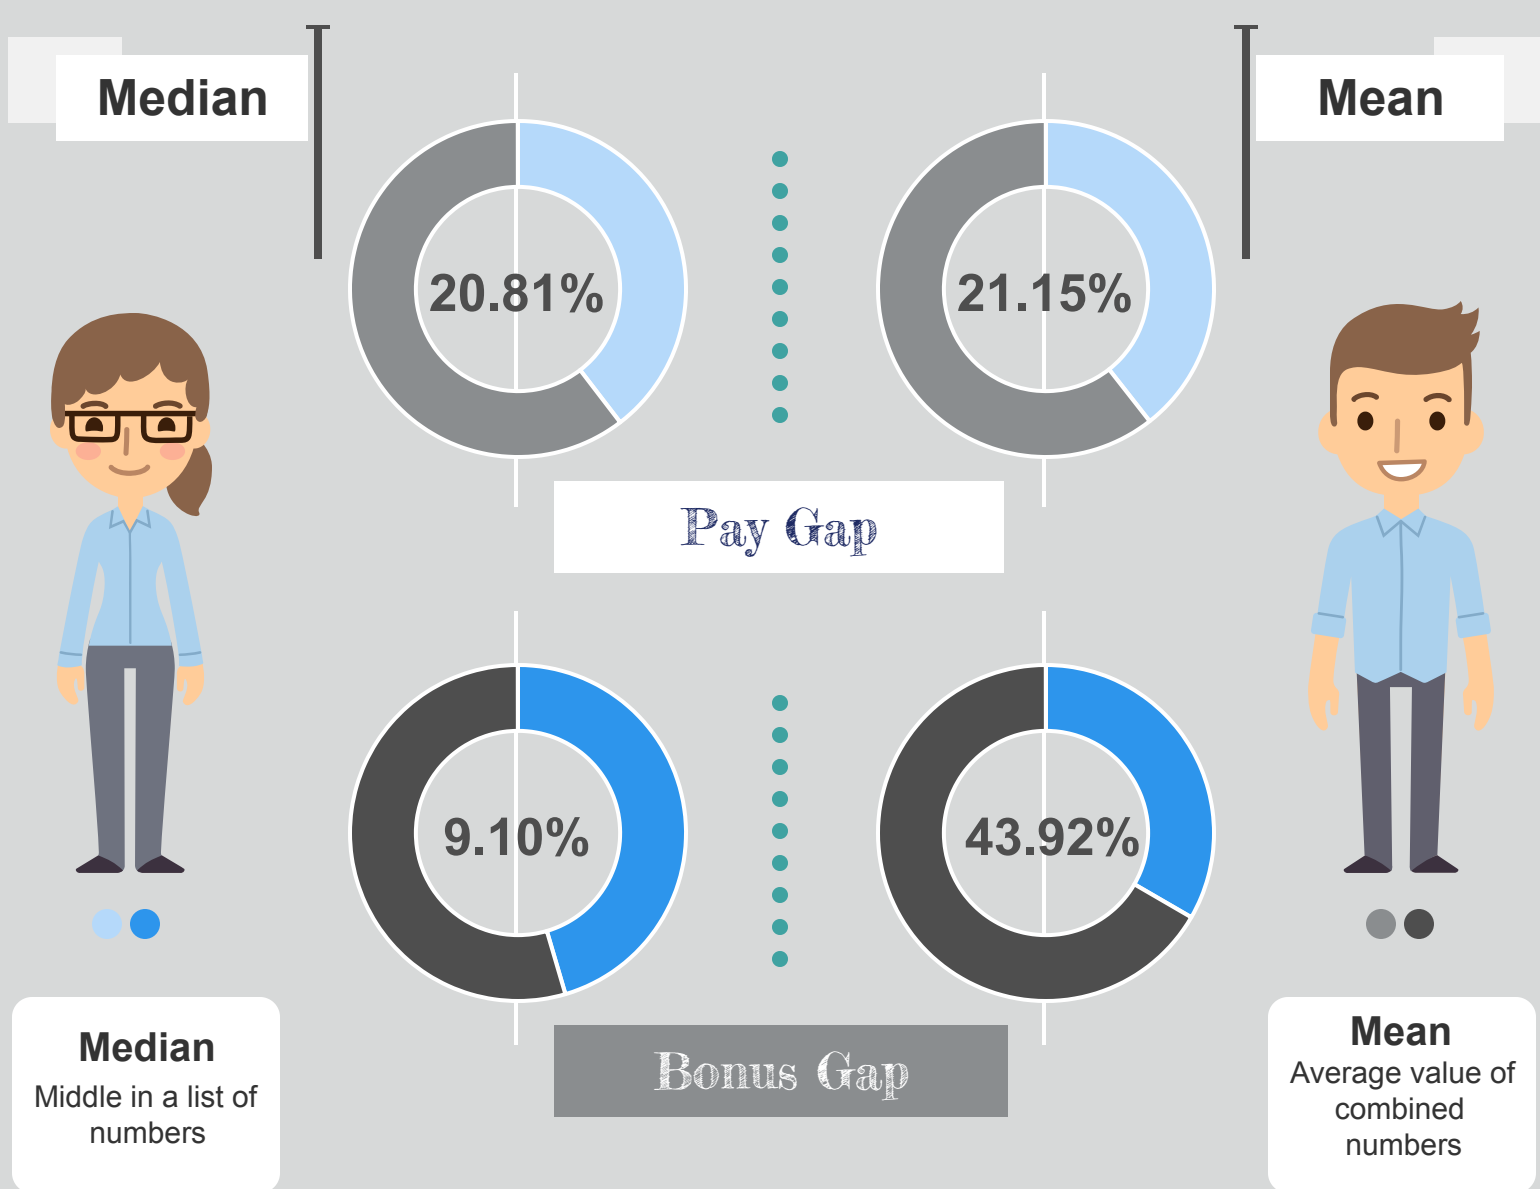 Median
Mean
20.81%
21.15%
Pay Gap
9.10%
43.92%
Bonus Gap
Median
Middle in a list of
numbers
Mean
Average value of
combined
numbers